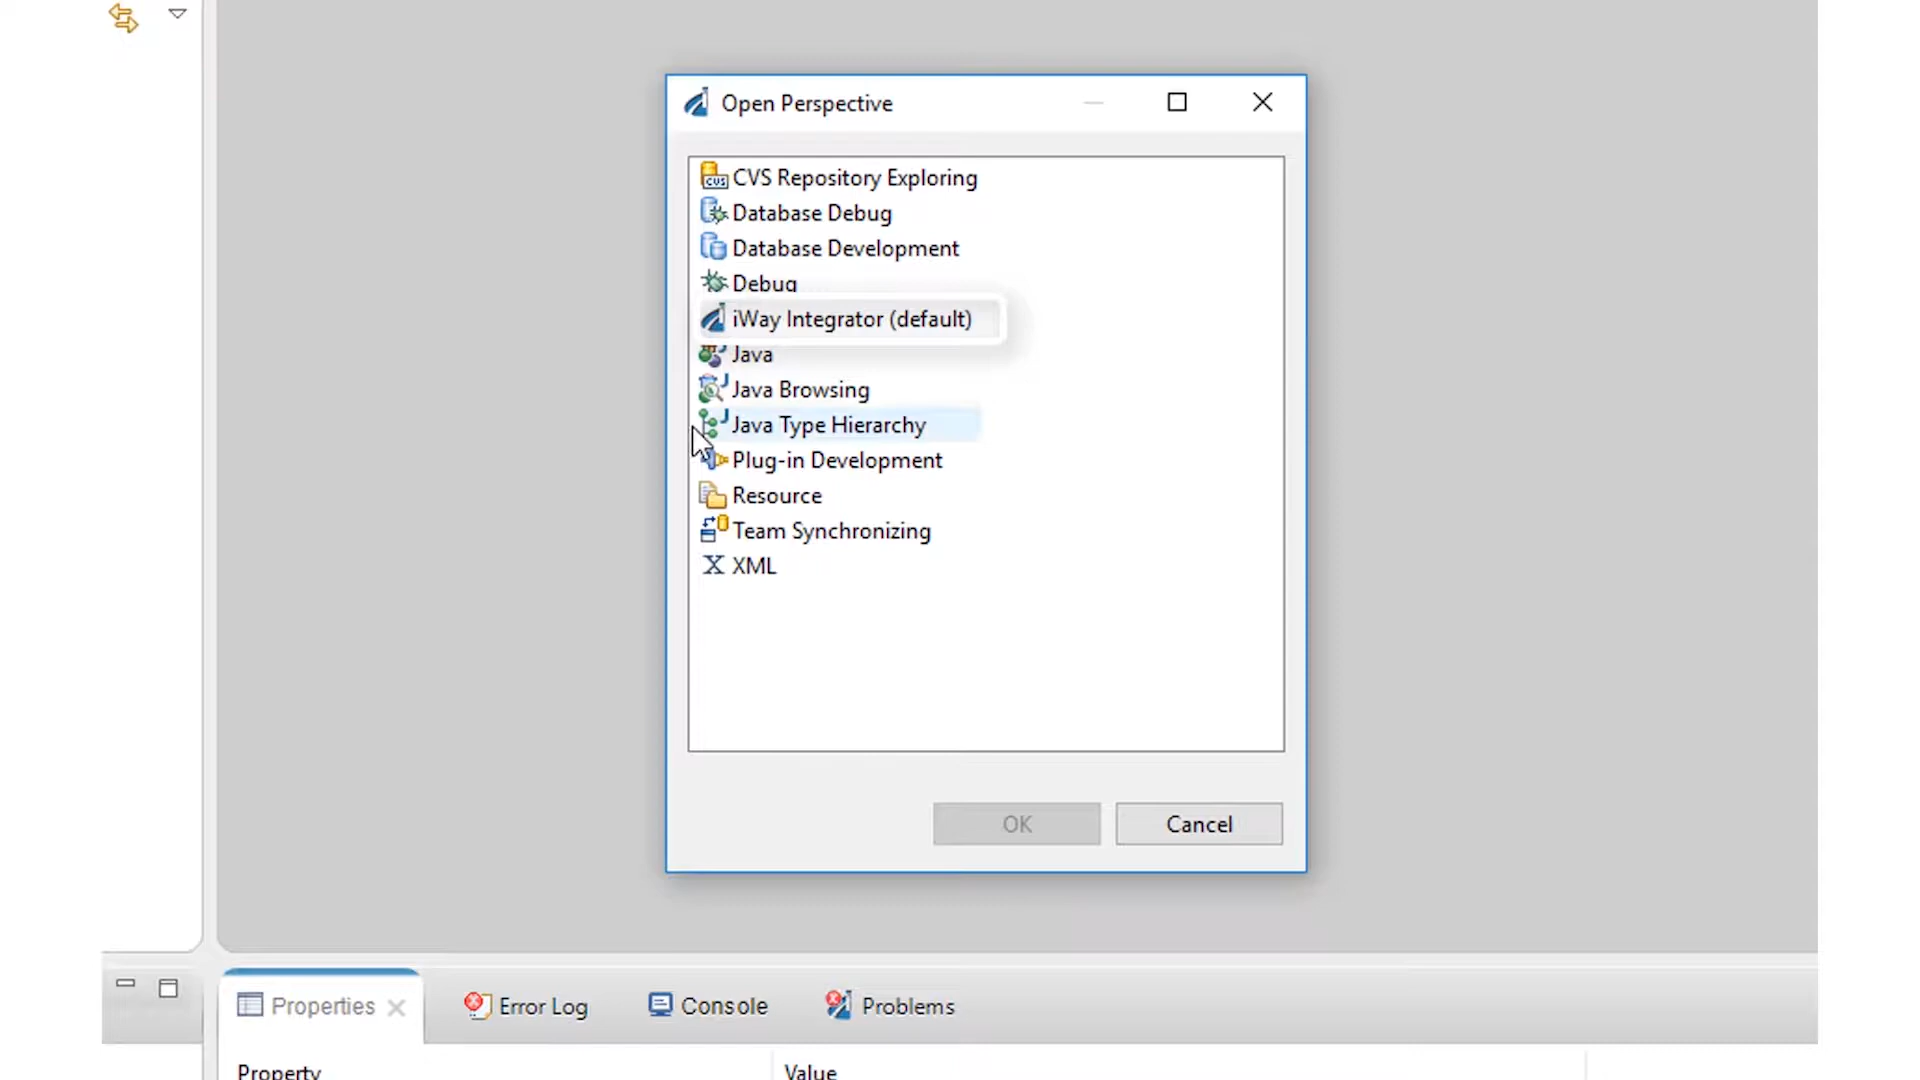 Open Perspective
CVS Repository Exploring
Database Debug
Database Development
Debug
iWay Integrator (default)
Java
Java Browsing
Java Type Hierarchy
Plug-in Development
Resource
Team Synchronizing
XML
OK
Cancel
Properties
Error Log
Console
Problems
Property
Value